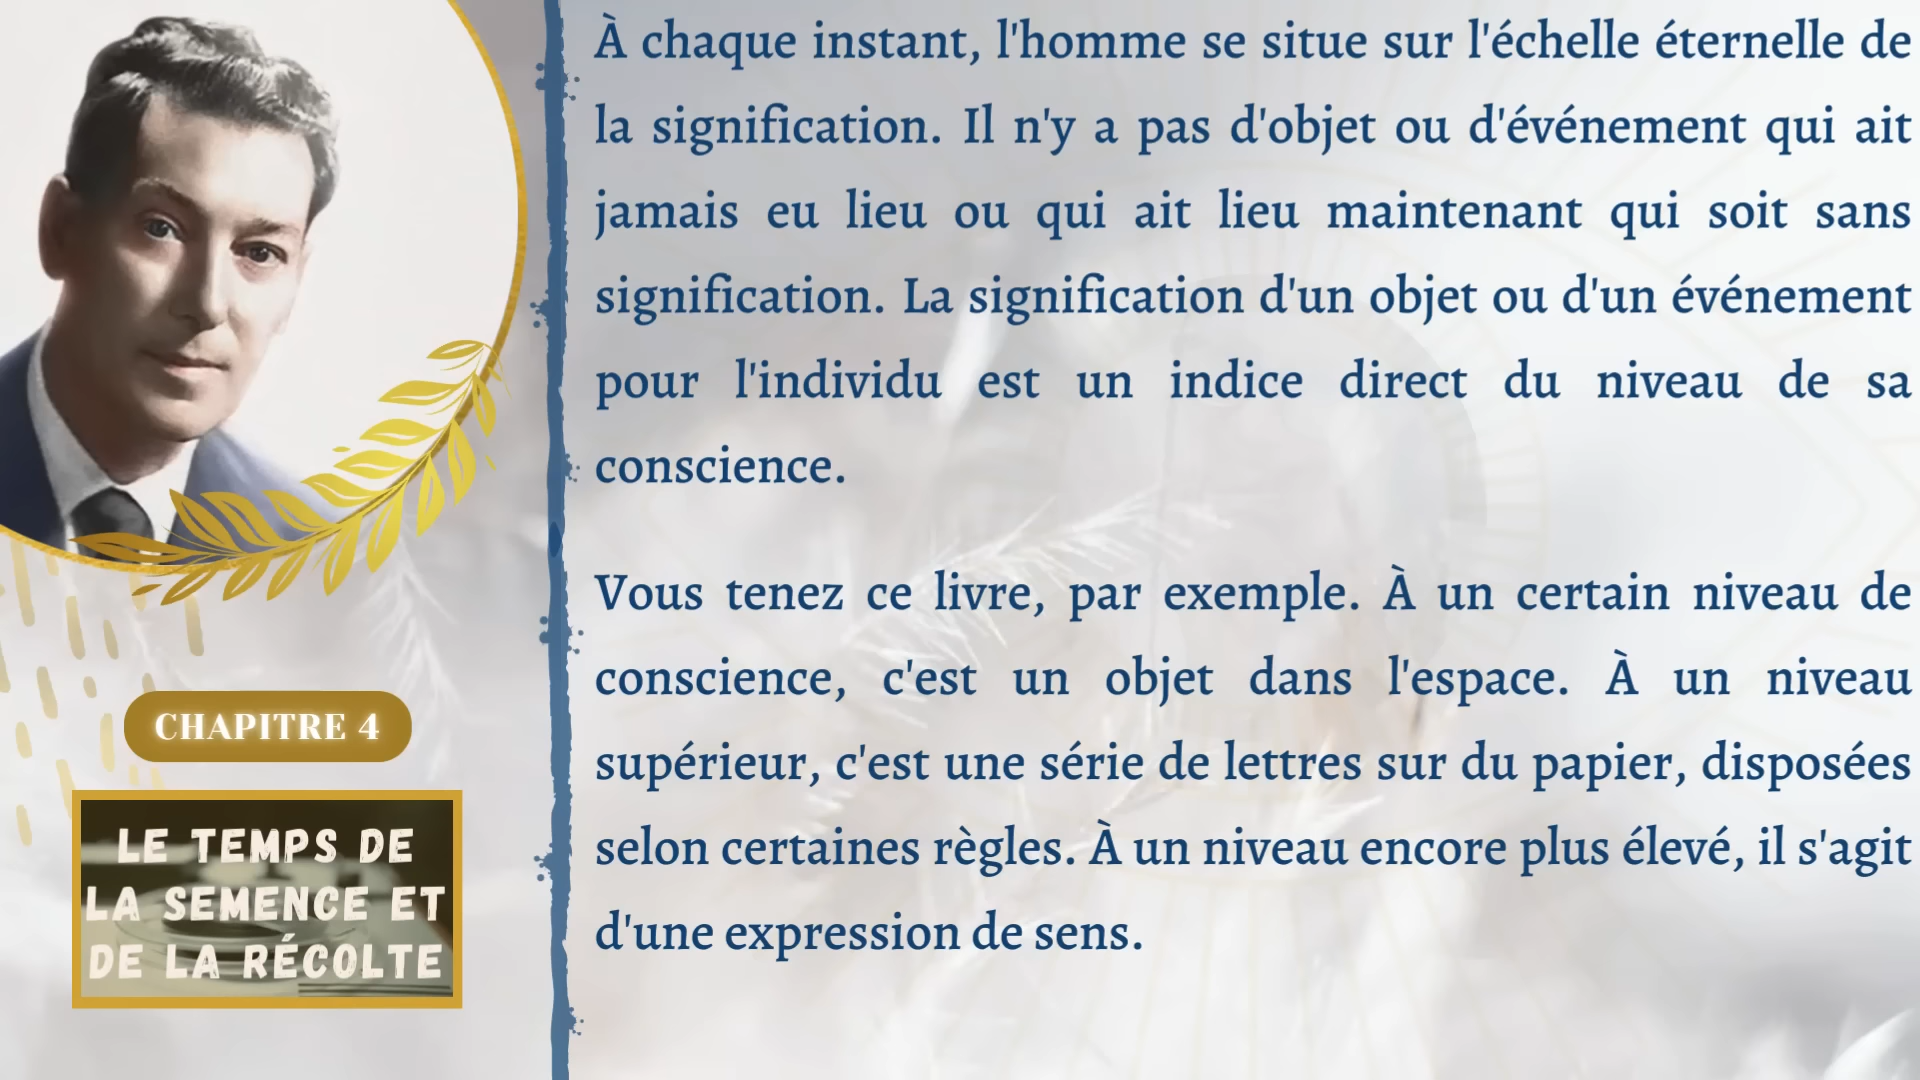 À chaque instant, l'homme se situe sur l'échelle éternelle de
la signification. Il n'y a pas d'objet ou d'événement qui ait
jamais eu lieu ou qui ait lieu maintenant qui soit sans
signification. La signification d'un objet ou d'un événement
pour l'individu est un indice direct du niveau de sa
conscience.
Vous tenez ce livre, par exemple. À un certain niveau de
conscience, c'est un objet dans l'espace. À un niveau
supérieur, c'est une série de lettres sur du papier, disposées
selon certaines règles. À un niveau encore plus élevé, il s'agit
d'une expression de sens.
CHAPITRE 4
LE TEMPS DE
LA SEMENCE ET
DE LA RÉCOLTE